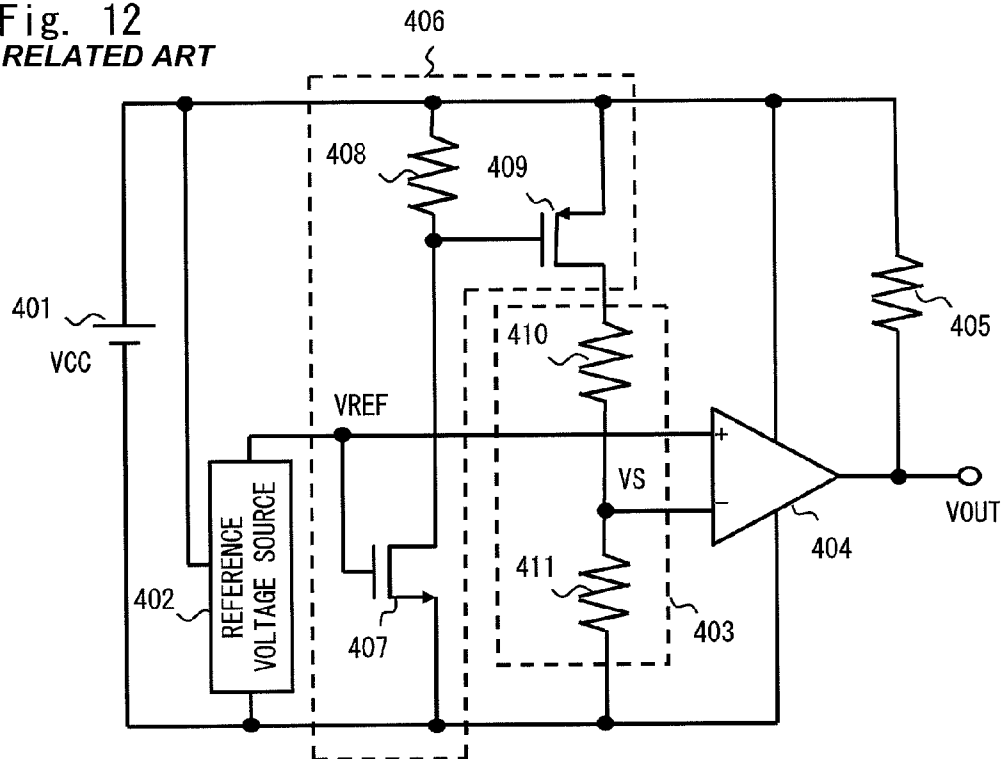 Fig. 12
RELATED ART
406
408
409
401
VCC
410
405
VREF
VS
+
-
VOUT
404
REFERENCE
VOLTAGE SOURCE
402
411
407
403